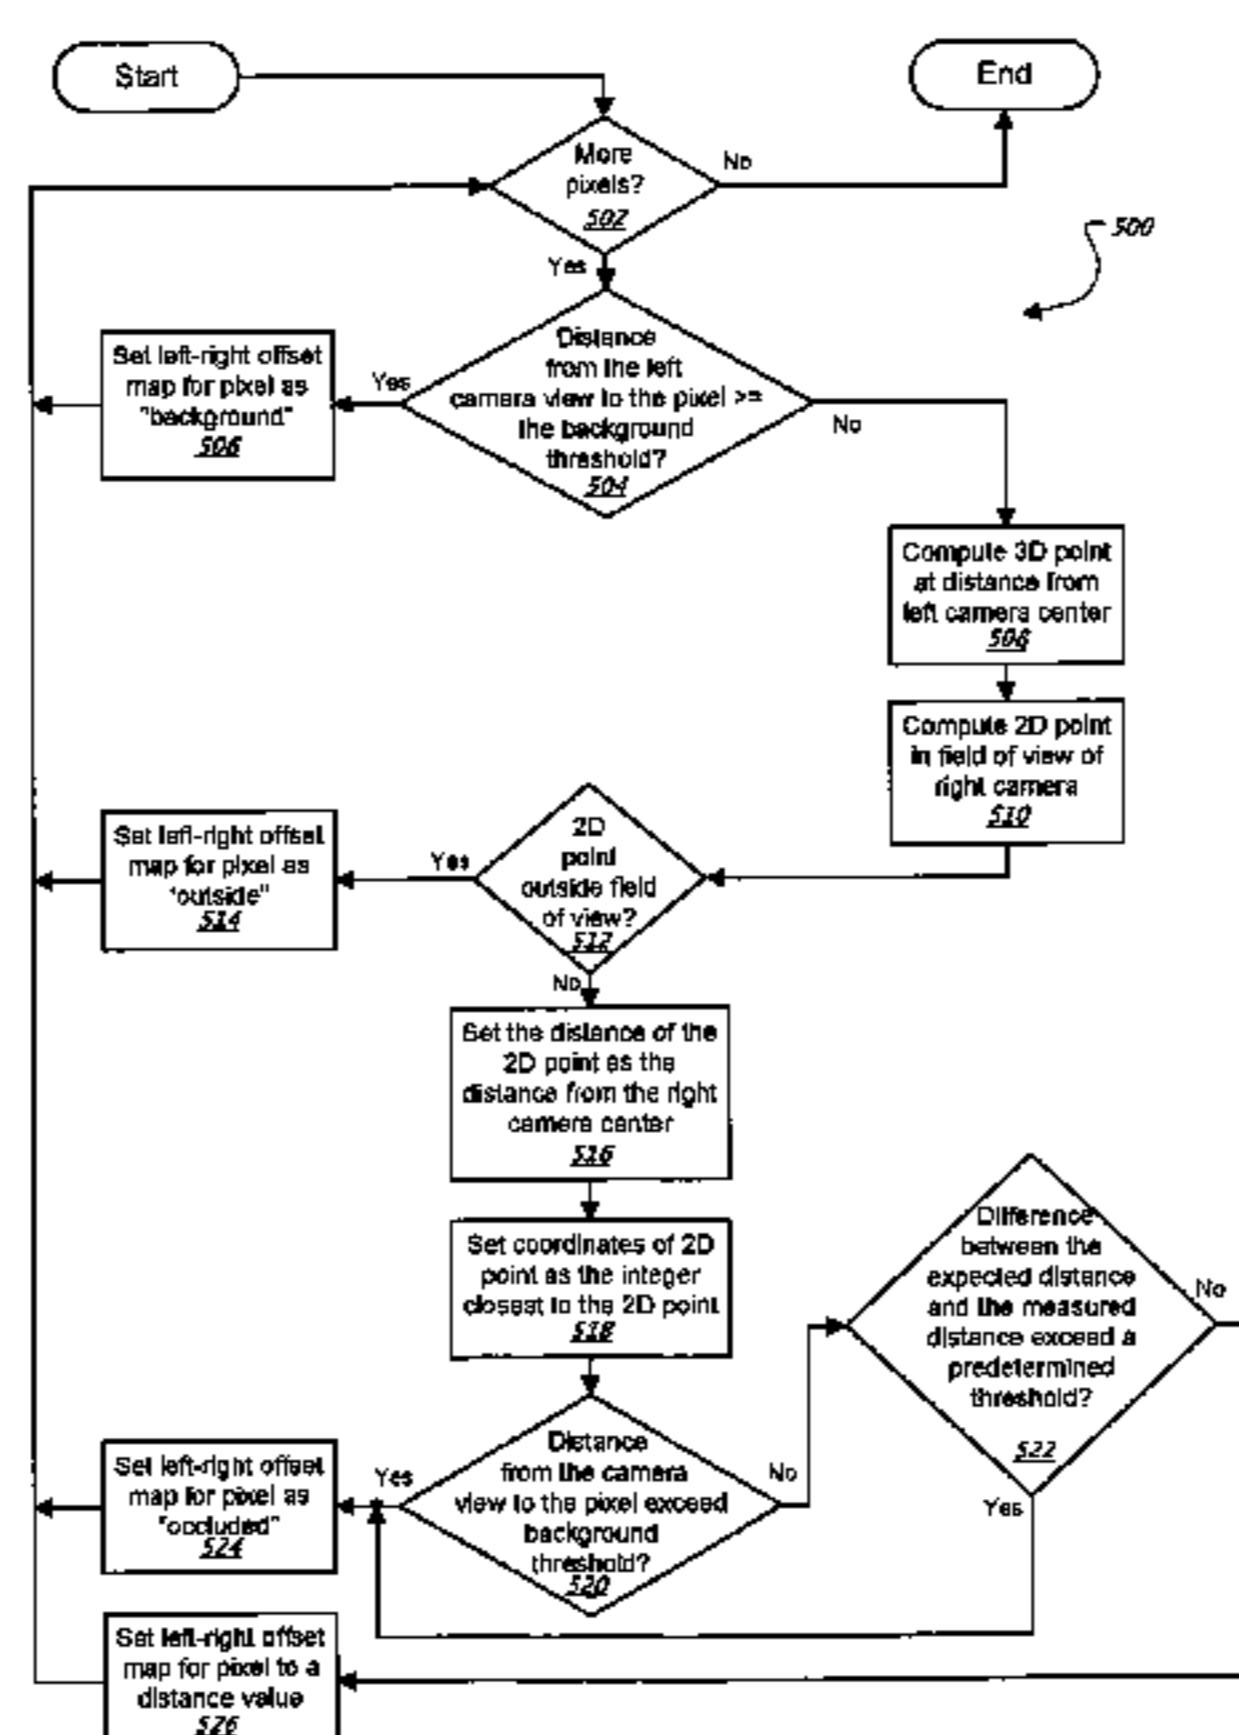 Start
End
More
pixels?
502
No
Yes
500
Distance
from the left
camera view to the pixel >=
the background
threshold?
504
Yes
No
Set left-right offset
map for pixel as
"background"
506
Compute 3D point
at distance from
left camera center
508
Compute 2D point
in field of view of
right camera
510
2D
point
outside field
of view?
512
Yes
No
Set left-right offset
map for pixel as
"outside"
514
Set the distance of the
2D point as the
distance from the right
camera center
516
Set coordinates of 2D
point as the integer
closest to the 2D point
518
Difference
between the
expected distance
and the measured
distance exceed a
predetermined
threshold?
522
No
Yes
Distance
from the camera
view to the pixel exceed
background
threshold?
520
Yes
No
Set left-right offset
map for pixel as
"occluded"
524
Set left-right offset
map for pixel to a
distance value
526